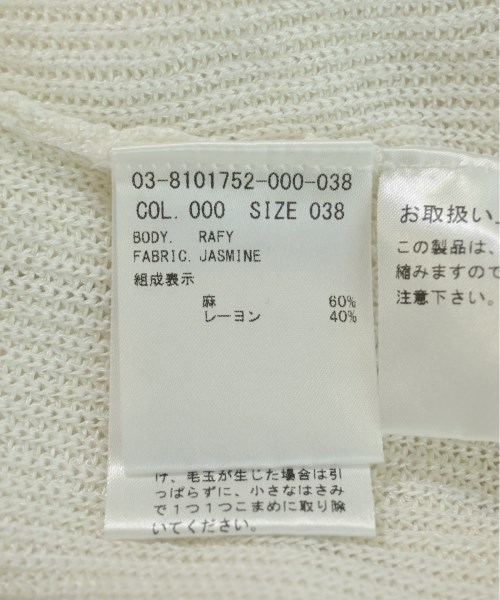 03-8101752-000-038
COL. 000 SIZE 038
BODY. RAFY
FABRIC. JASMINE
組成表示
麻 60%
レーヨン 40%
お取扱い
この製品は、
縮みますので
注意下さい。
け、毛玉が生じた場合は引
っぱらずに、小さなはさみ
で1つ1つこまめに取り除
いてください。